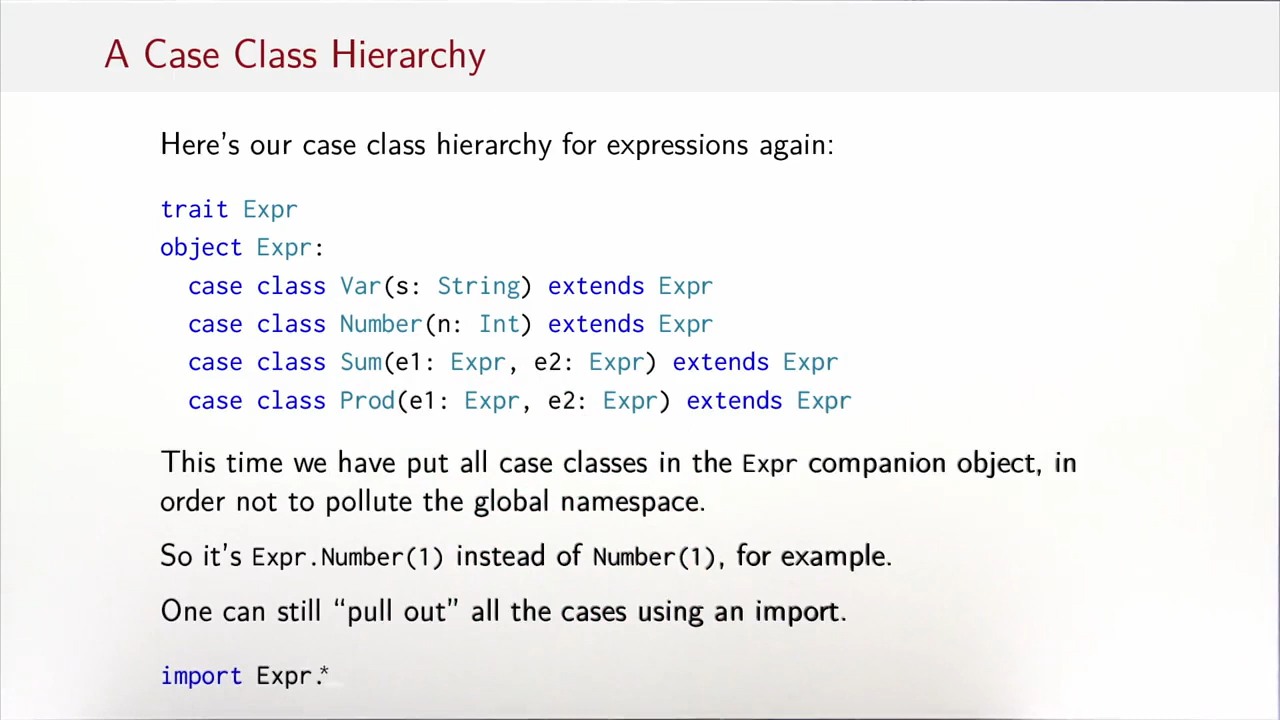 A Case Class Hierarchy
Here's our case class hierarchy for expressions again:
trait Expr
object Expr:
  case class Var(s: String) extends Expr
  case class Number(n: Int) extends Expr
  case class Sum(e1: Expr, e2: Expr) extends Expr
  case class Prod(e1: Expr, e2: Expr) extends Expr
This time we have put all case classes in the Expr companion object, in
order not to pollute the global namespace.
So it's Expr.Number(1) instead of Number(1), for example.
One can still “pull out” all the cases using an import.
import Expr.*